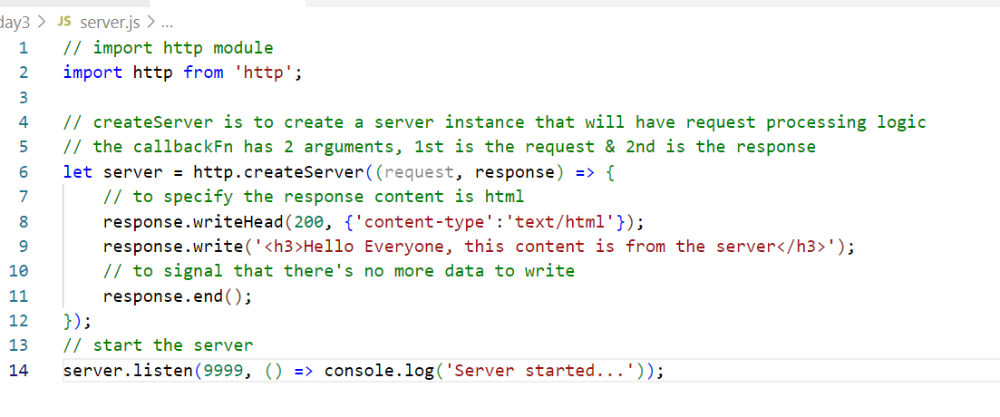 day3 > JS server.js > ...
1 // import http module
2 import http from 'http';
3
4 // createServer is to create a server instance that will have request processing logic
5 // the callbackFn has 2 arguments, 1st is the request & 2nd is the response
6 let server = http.createServer((request, response) => {
7     // to specify the response content is html
8     response.writeHead(200, {'content-type':'text/html'});
9     response.write('<h3>Hello Everyone, this content is from the server</h3>');
10     // to signal that there's no more data to write
11     response.end();
12 });
13 // start the server
14 server.listen(9999, () => console.log('Server started...'));